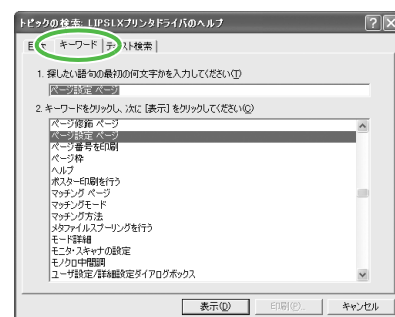 トピックの検索: LIPSLXプリンタドライバのヘルプ
キーワード
1. 探したい語句の最初の何文字かを入力してください(T)
ページ設定 ページ
2. キーワードをクリックし、次に [表示] をクリックしてください(C)
ページ修飾 ページ
ページ設定 ページ
ページ番号を印刷
ページ枠
ヘルプ
ポスター印刷を行う
マッチング ページ
マッチングモード
マッチング方法
メタファイルスプーリングを行う
モード詳細
モニタ・スキャナの設定
モノクロ中間調
ユーザ設定/詳細設定ダイアログボックス
表示(D) 印刷(P)... キャンセル